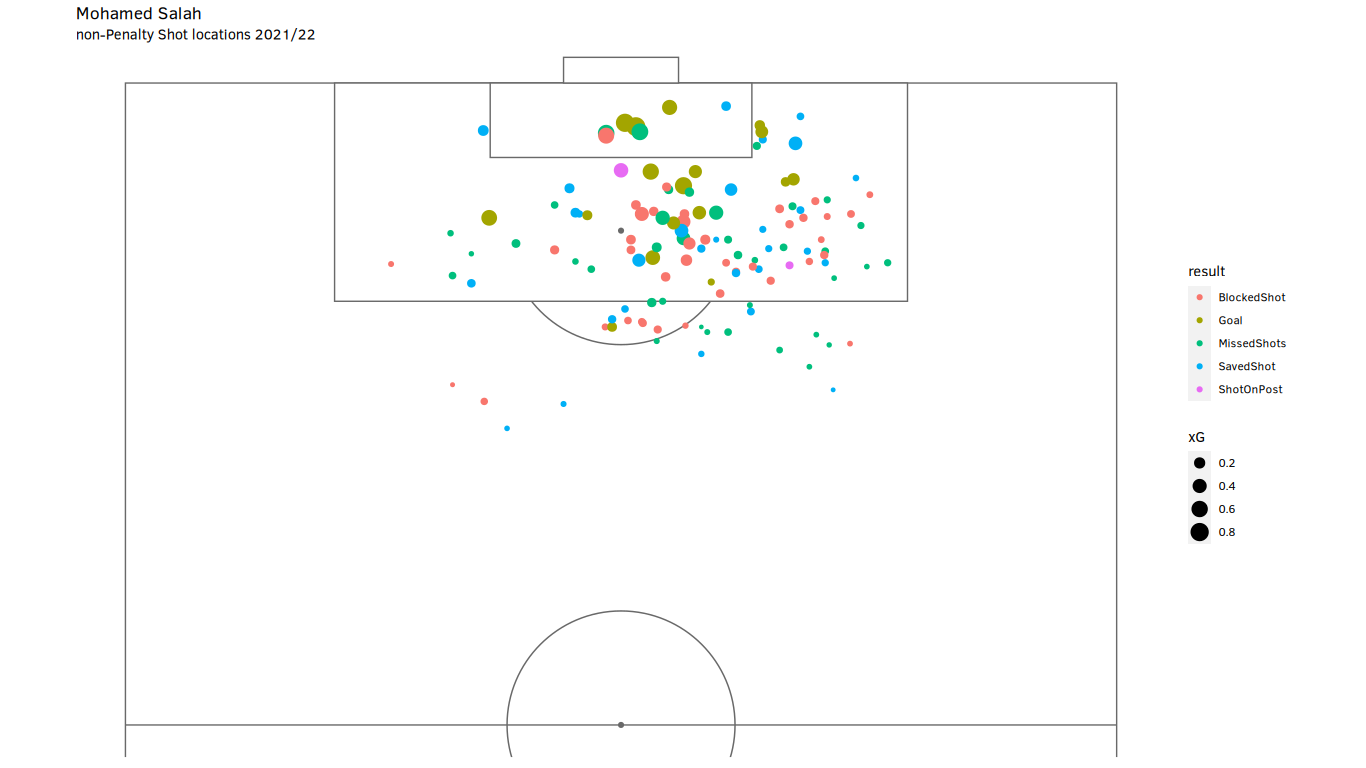 Mohamed Salah
non-Penalty Shot locations 2021/22
result
BlockedShot
Goal
MissedShots
SavedShot
ShotOnPost
xG
0.2
0.4
0.6
0.8